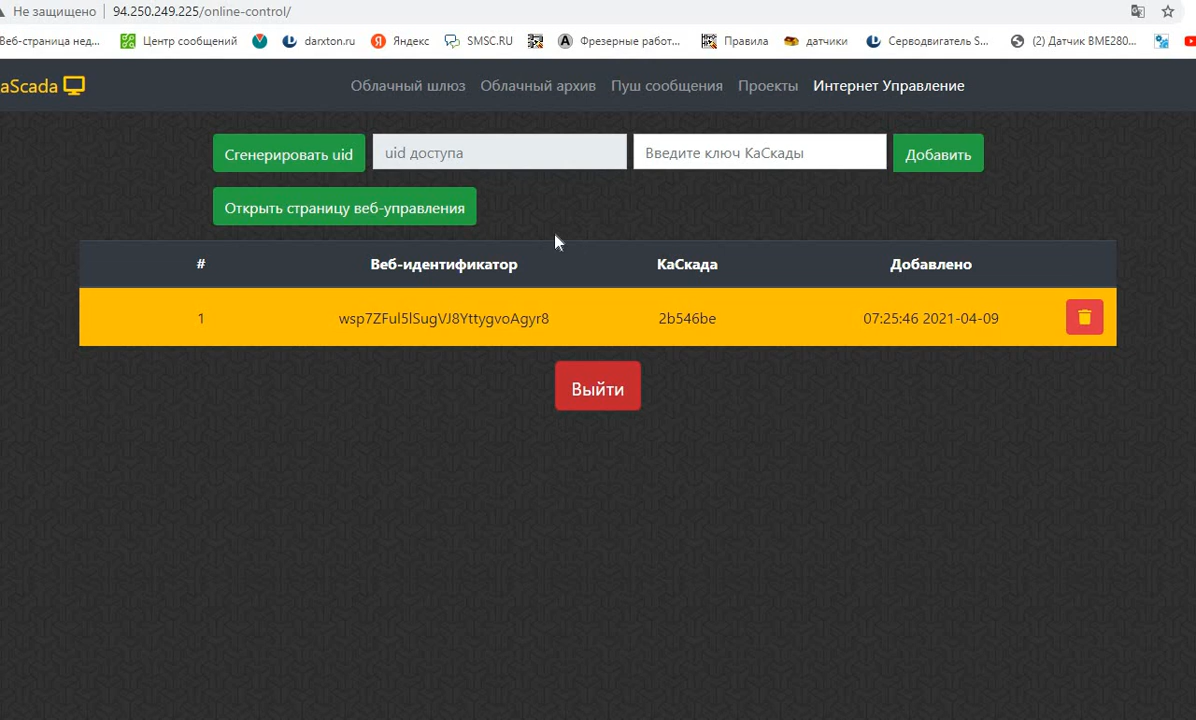 Не защищено 94.250.249.225/online-control/
Веб-страница нед... Центр сообщений darxton.ru Яндекс SMSC.RU Фрезерные работ... Правила датчики Серводвигатель S... (2) Датчик BME280...
aScada Облачный шлюз Облачный архив Пуш сообщения Проекты Интернет Управление
Сгенерировать uid uid доступа Введите ключ КаСкады Добавить
Открыть страницу веб-управления
# Веб-идентификатор КаСкада Добавлено
1 wsp7ZFul5lSugVJ8YttygvoAgyr8 2b546be 07:25:46 2021-04-09
Выйти